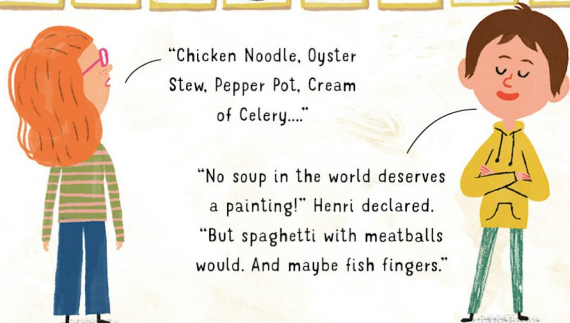 “Chicken Noodle, Oyster
Stew, Pepper Pot, Cream
of Celery....”
“No soup in the world deserves
a painting!” Henri declared.
“But spaghetti with meatballs
would. And maybe fish fingers.”